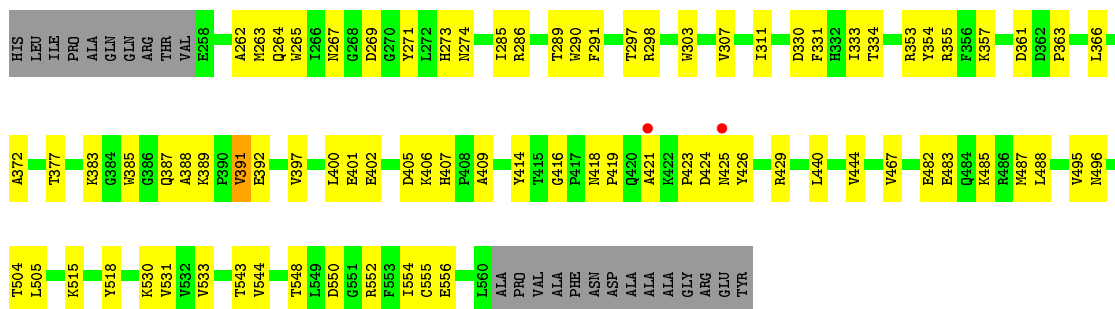 HIS LEU ILE PRO ALA GLN GLN ARG THR VAL E258 A262 M263 Q264 W265 I266 N267 G268 D269 G270 Y271 L272 H273 N274 I285 R286 T289 W290 F291 T297 R298 W303 V307 I311 D330 F331 H332 I333 T334 R353 Y354 R355 F356 K357 D361 D362 P363 L366
A372 T377 K383 G384 W385 G386 Q387 A388 K389 P390 V391 E392 V397 L400 E401 E402 D405 K406 H407 P408 A409 Y414 T415 G416 P417 N418 P419 Q420 A421 K422 P423 D424 N425 Y426 R429 L440 V444 V467 E482 E483 Q484 K485 R486 M487 L488 V495 N496
T504 L505 K515 Y518 K530 V531 V532 V533 T543 V544 T548 L549 D550 G551 R552 F553 I554 C555 E556 L560 ALA PRO VAL ALA PHE ASN ASP ALA ALA ALA GLY ARG GLU TYR